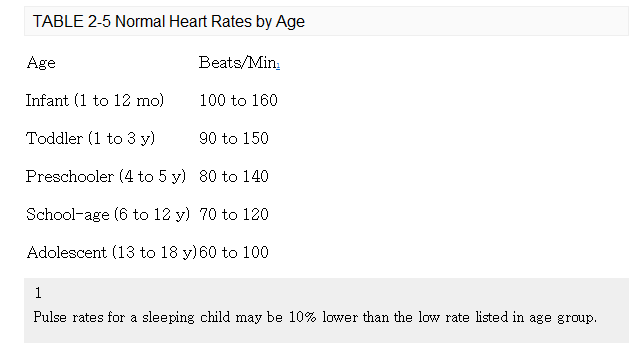 TABLE 2-5 Normal Heart Rates by Age
Age Beats/Min1
Infant (1 to 12 mo) 100 to 160
Toddler (1 to 3 y) 90 to 150
Preschooler (4 to 5 y) 80 to 140
School-age (6 to 12 y) 70 to 120
Adolescent (13 to 18 y)60 to 100
1
Pulse rates for a sleeping child may be 10% lower than the low rate listed in age group.